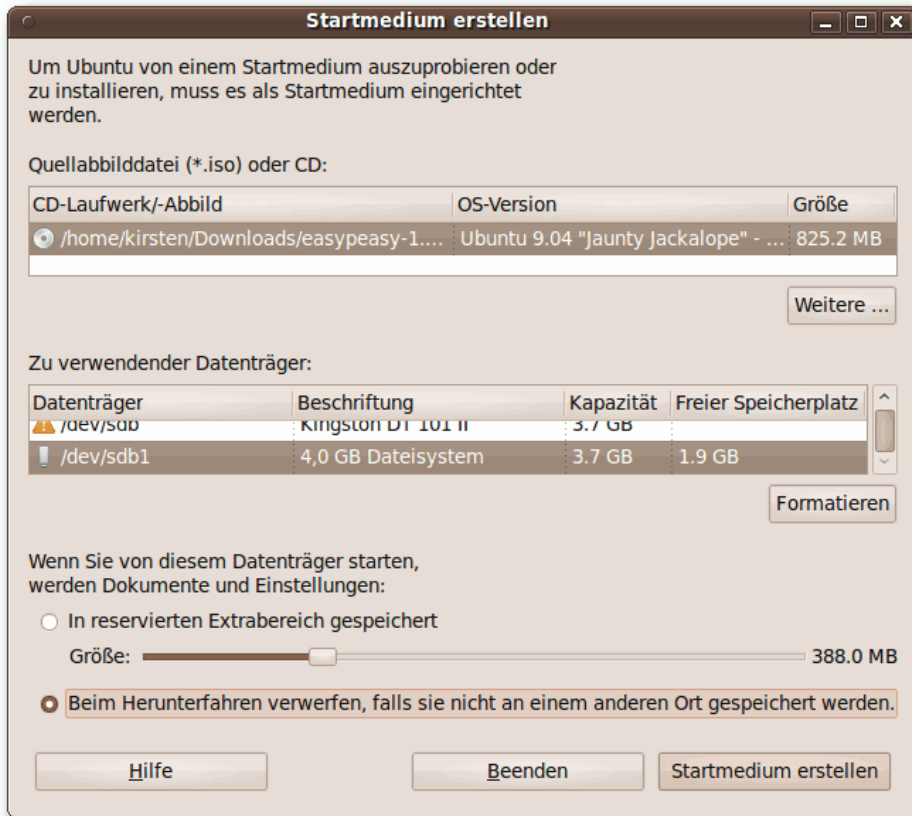 Startmedium erstellen
Um Ubuntu von einem Startmedium auszuprobieren oder
zu installieren, muss es als Startmedium eingerichtet
werden.
Quellabbilddatei (*.iso) oder CD:
CD-Laufwerk/-Abbild OS-Version Größe
/home/kirsten/Downloads/easypeasy-1.... Ubuntu 9.04 "Jaunty Jackalope" - ... 825.2 MB
Weitere ...
Zu verwendender Datenträger:
Datenträger Beschriftung Kapazität Freier Speicherplatz
/dev/sdb Kingston DT 101 II 3.7 GB
/dev/sdb1 4,0 GB Dateisystem 3.7 GB 1.9 GB
Formatieren
Wenn Sie von diesem Datenträger starten,
werden Dokumente und Einstellungen:
In reservierten Extrabereich gespeichert
Größe: 388.0 MB
Beim Herunterfahren verwerfen, falls sie nicht an einem anderen Ort gespeichert werden.
Hilfe Beenden Startmedium erstellen